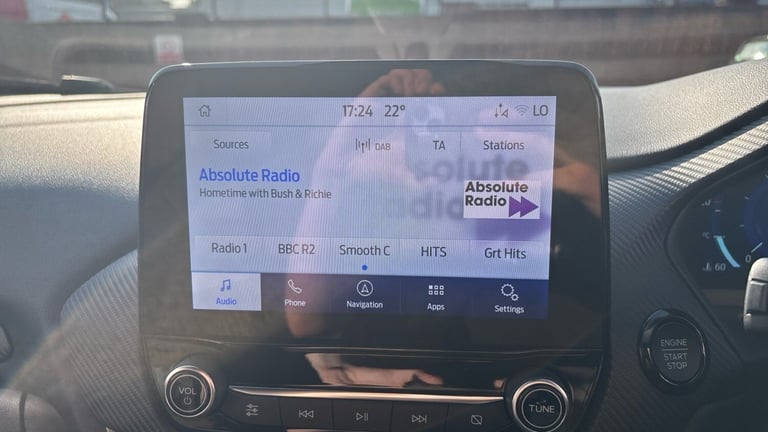 17:24 22° LO
Sources DAB TA Stations
Absolute Radio
Hometime with Bush & Richie
Absolute
Radio
Radio 1 BBC R2 Smooth C HITS Grt Hits
Audio Phone Navigation Apps Settings
VOL
TUNE
ENGINE
START
STOP
60